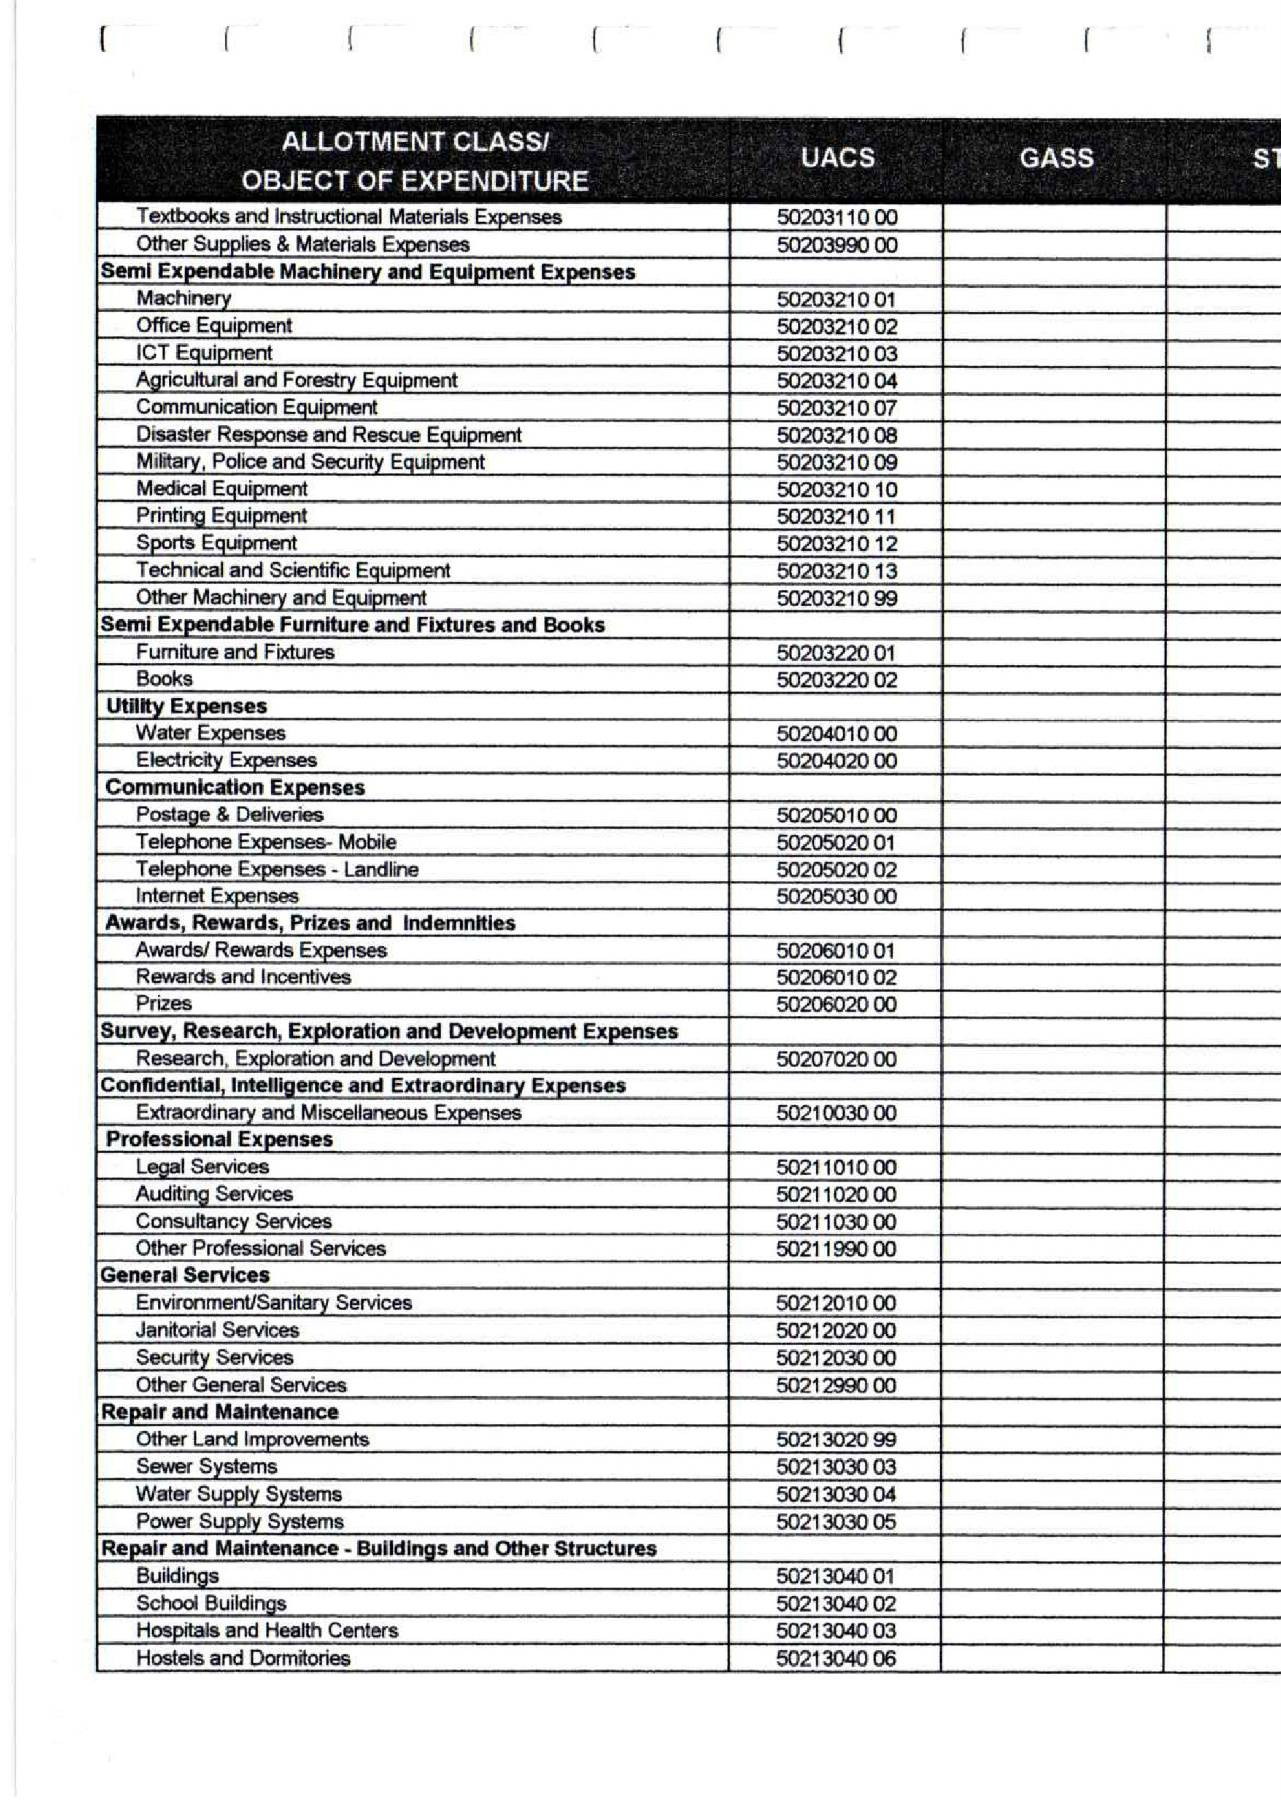 ALLOTMENT CLASS/
OBJECT OF EXPENDITURE UACS GASS
Textbooks and Instructional Materials Expenses 50203110 00
Other Supplies & Materials Expenses 50203990 00
Semi Expendable Machinery and Equipment Expenses
Machinery 50203210 01
Office Equipment 50203210 02
ICT Equipment 50203210 03
Agricultural and Forestry Equipment 50203210 04
Communication Equipment 50203210 07
Disaster Response and Rescue Equipment 50203210 08
Military, Police and Security Equipment 50203210 09
Medical Equipment 50203210 10
Printing Equipment 50203210 11
Sports Equipment 50203210 12
Technical and Scientific Equipment 50203210 13
Other Machinery and Equipment 50203210 99
Semi Expendable Furniture and Fixtures and Books
Furniture and Fixtures 50203220 01
Books 50203220 02
Utility Expenses
Water Expenses 50204010 00
Electricity Expenses 50204020 00
Communication Expenses
Postage & Deliveries 50205010 00
Telephone Expenses- Mobile 50205020 01
Telephone Expenses - Landline 50205020 02
Internet Expenses 50205030 00
Awards, Rewards, Prizes and Indemnities
Awards/ Rewards Expenses 50206010 01
Rewards and Incentives 50206010 02
Prizes 50206020 00
Survey, Research, Exploration and Development Expenses
Research, Exploration and Development 50207020 00
Confidential, Intelligence and Extraordinary Expenses
Extraordinary and Miscellaneous Expenses 50210030 00
Professional Expenses
Legal Services 50211010 00
Auditing Services 50211020 00
Consultancy Services 50211030 00
Other Professional Services 50211990 00
General Services
Environment/Sanitary Services 50212010 00
Janitorial Services 50212020 00
Security Services 50212030 00
Other General Services 50212990 00
Repair and Maintenance
Other Land Improvements 50213020 99
Sewer Systems 50213030 03
Water Supply Systems 50213030 04
Power Supply Systems 50213030 05
Repair and Maintenance - Buildings and Other Structures
Buildings 50213040 01
School Buildings 50213040 02
Hospitals and Health Centers 50213040 03
Hostels and Dormitories 50213040 06